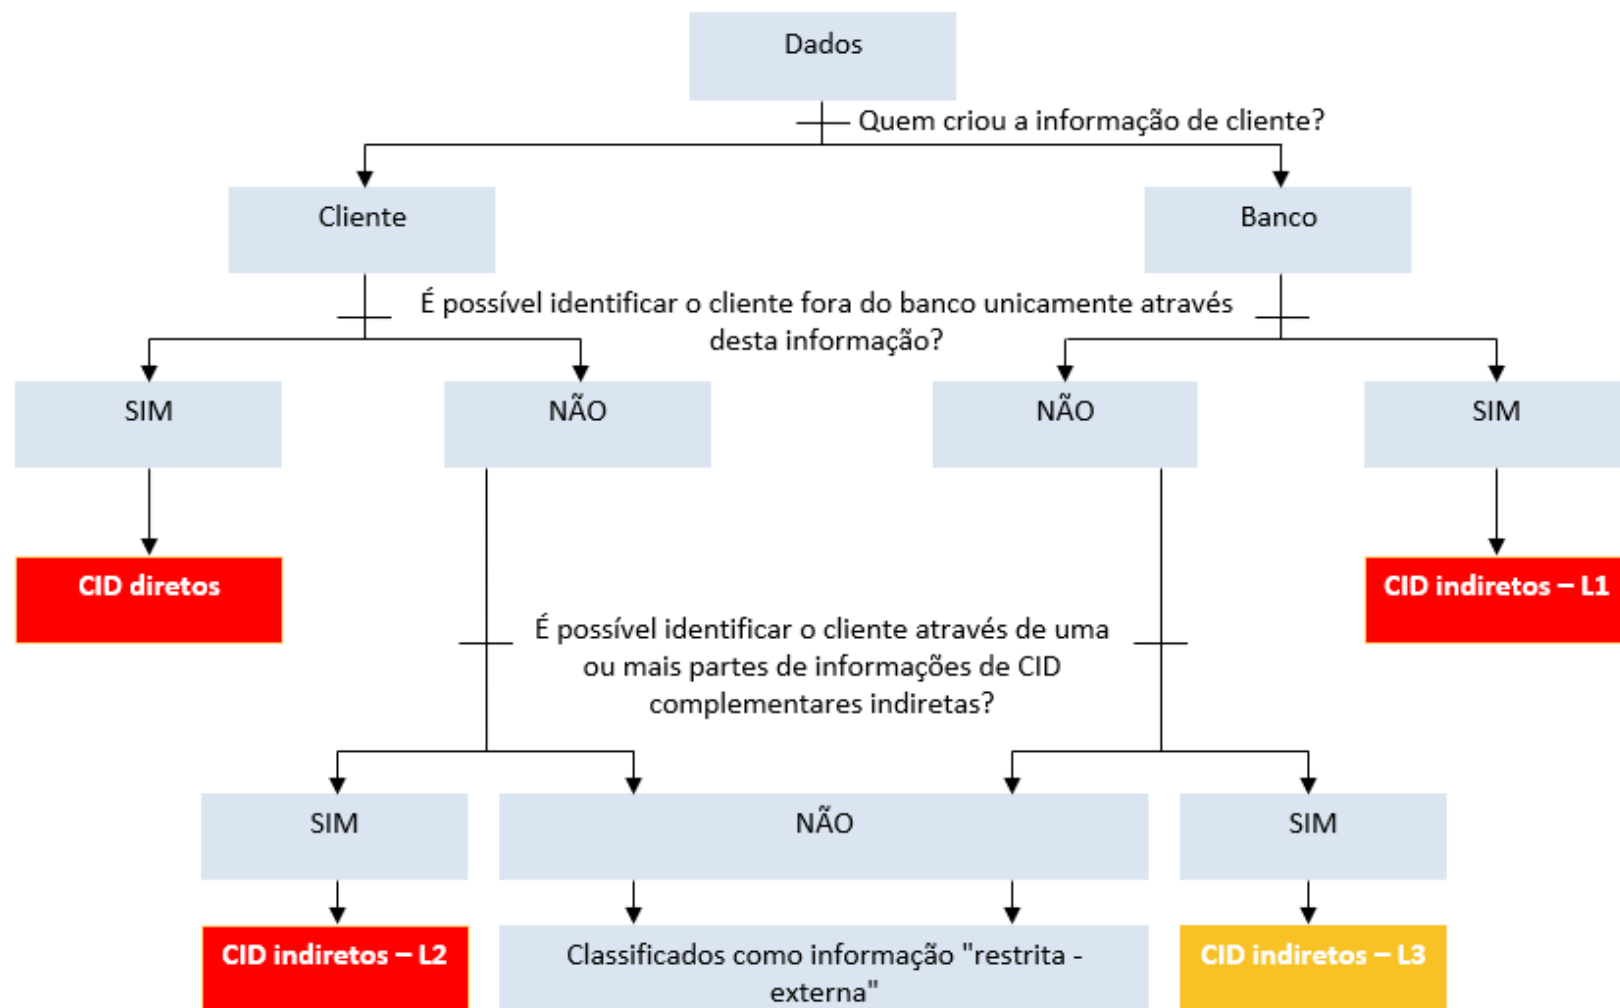 Dados
Quem criou a informação de cliente?
Cliente
Banco
É possível identificar o cliente fora do banco unicamente através
desta informação?
SIM
NÃO
NÃO
SIM
CID diretos
CID indiretos – L1
É possível identificar o cliente através de uma
ou mais partes de informações de CID
complementares indiretas?
SIM
NÃO
SIM
CID indiretos – L2
Classificados como informação "restrita -
externa"
CID indiretos – L3